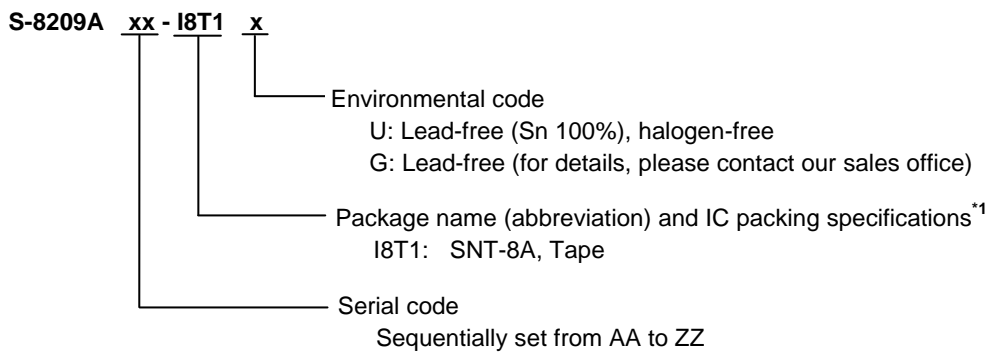 S-8209A xx - I8T1 x
Environmental code
U: Lead-free (Sn 100%), halogen-free
G: Lead-free (for details, please contact our sales office)
Package name (abbreviation) and IC packing specifications*1
I8T1: SNT-8A, Tape
Serial code
Sequentially set from AA to ZZ